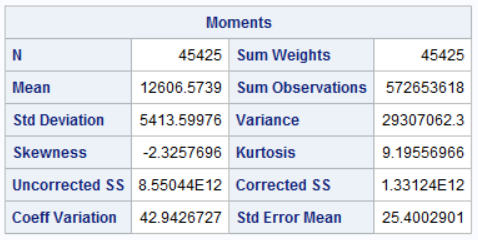 Moments
N 45425 Sum Weights 45425
Mean 12606.5739 Sum Observations 572653618
Std Deviation 5413.59976 Variance 29307062.3
Skewness -2.3257696 Kurtosis 9.19556966
Uncorrected SS 8.55044E12 Corrected SS 1.33124E12
Coeff Variation 42.9426727 Std Error Mean 25.4002901